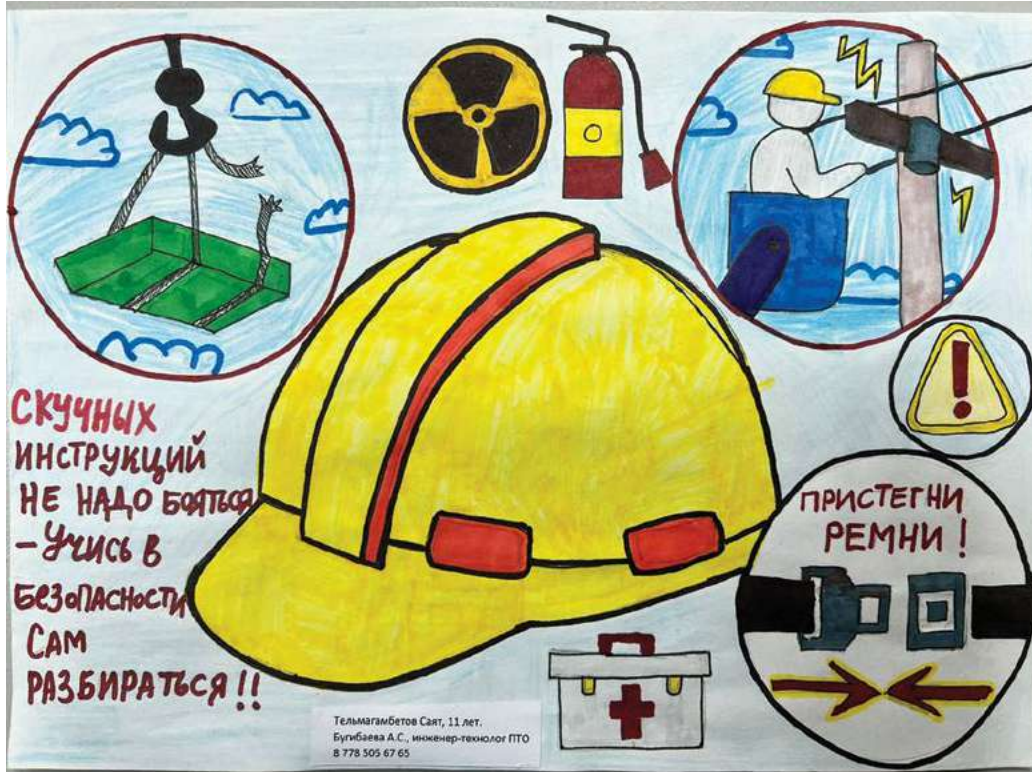 СКУЧНЫХ
ИНСТРУКЦИЙ
НЕ НАДО БОЯТЬСЯ
- УЧИСЬ В
БЕЗОПАСНОСТИ
САМ
РАЗБИРАТЬСЯ!!
ПРИСТЕГНИ
РЕМНИ!
Тельмагамбетов Саят, 11 лет.
Бугибаева А.С., инженер-технолог ПТО
8 778 505 67 65